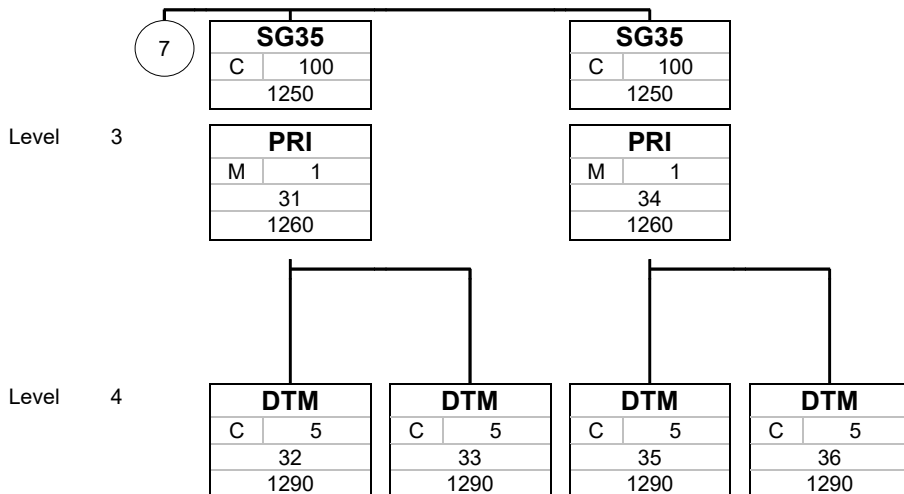 7
SG35
C 100
1250
SG35
C 100
1250
Level 3
PRI
M 1
31
1260
PRI
M 1
34
1260
Level 4
DTM
C 5
32
1290
DTM
C 5
33
1290
DTM
C 5
35
1290
DTM
C 5
36
1290